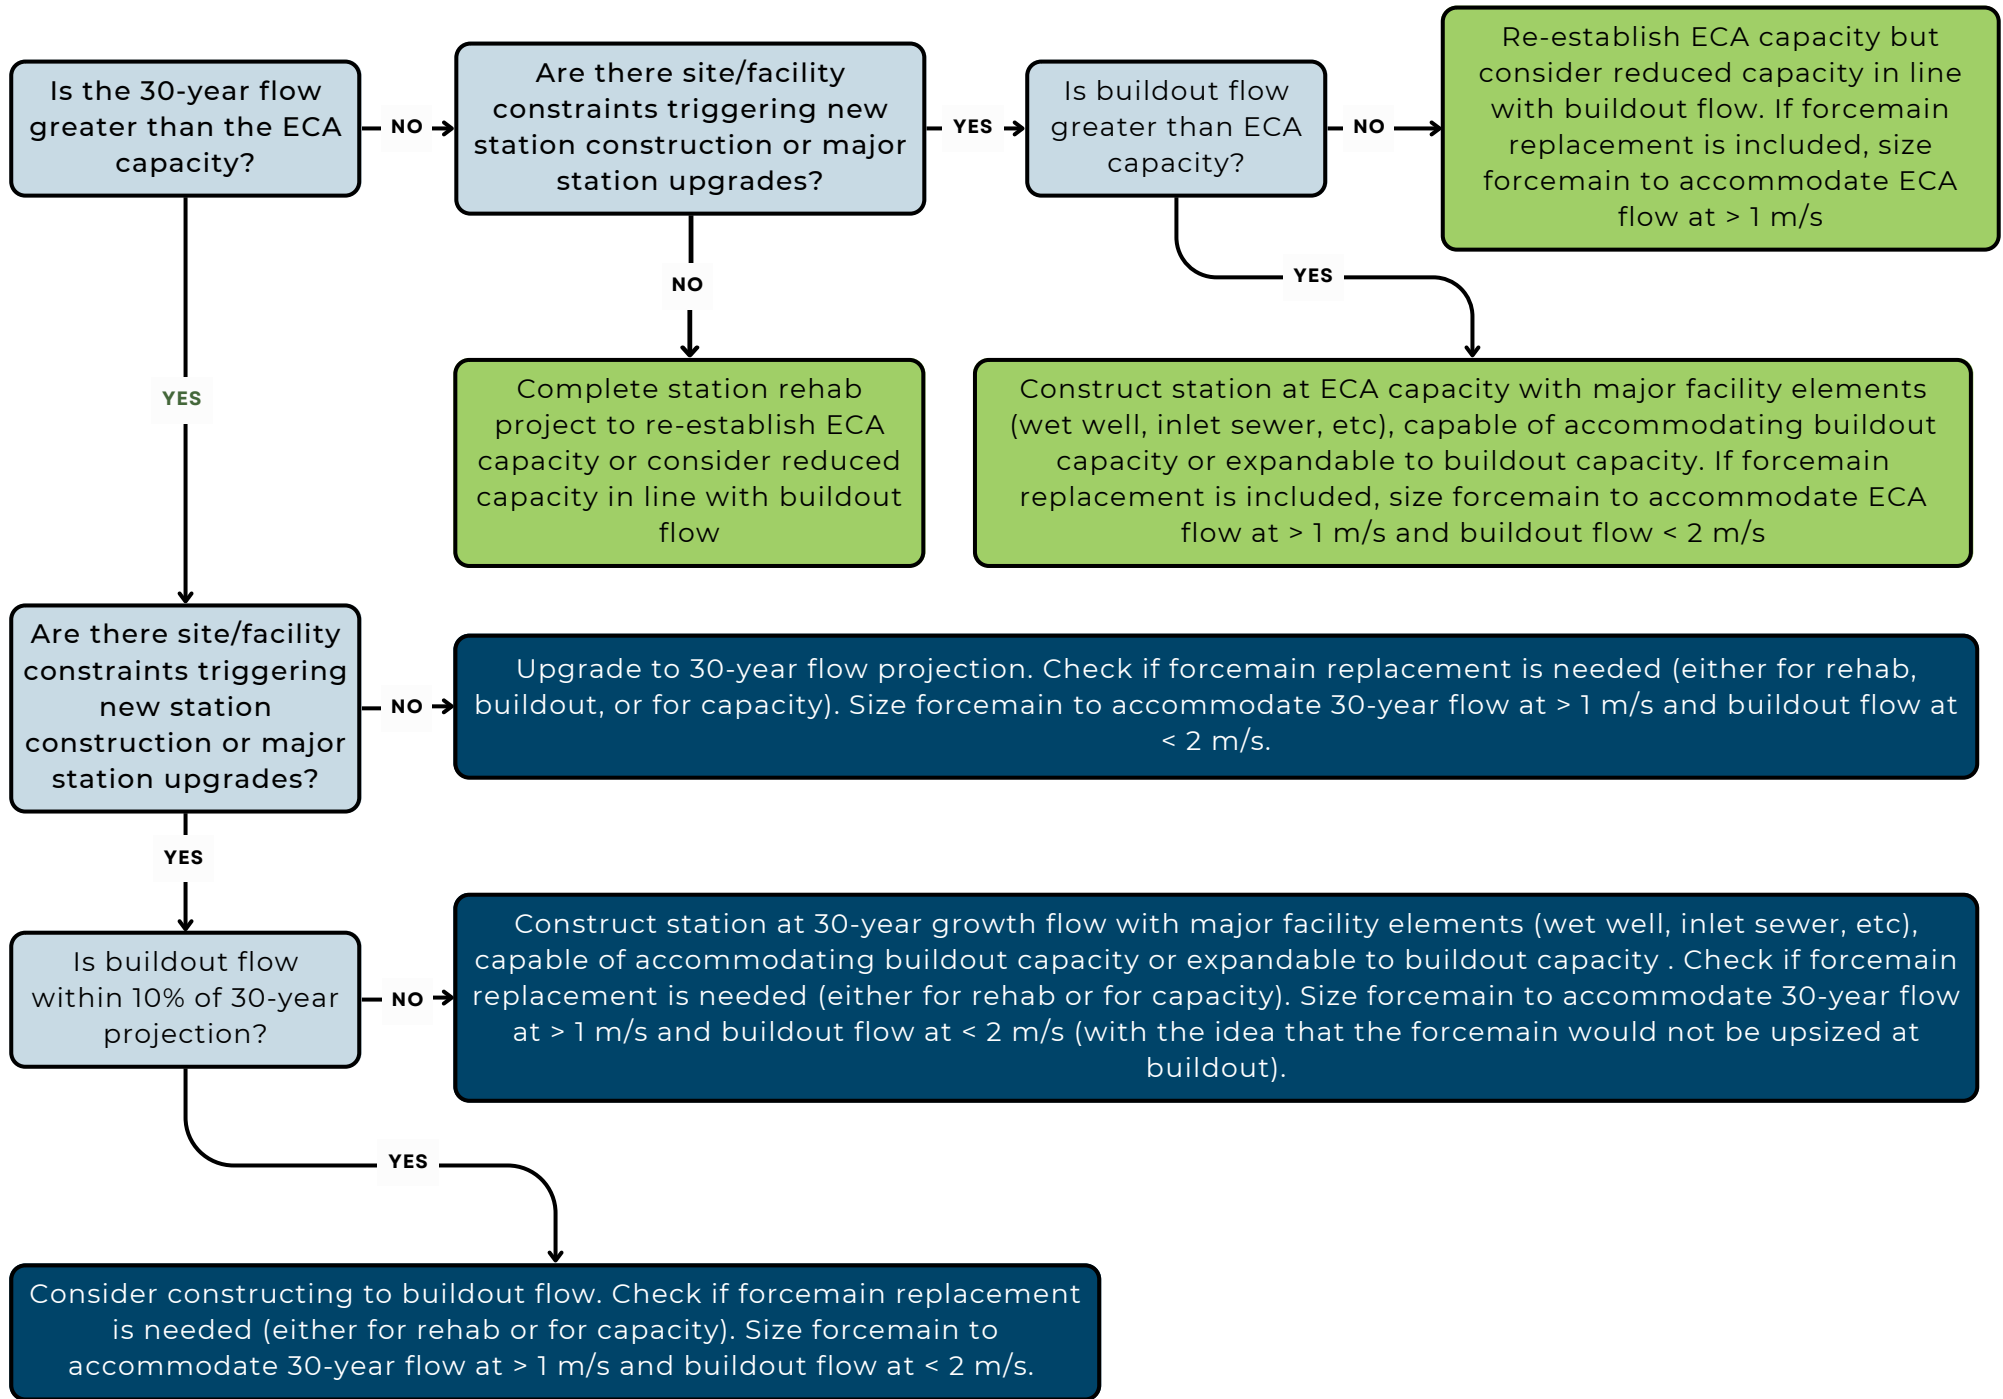 Is the 30-year flow
greater than the ECA
capacity?
NO
Are there site/facility
constraints triggering new
station construction or major
station upgrades?
YES
Is buildout flow
greater than ECA
capacity?
NO
Re-establish ECA capacity but
consider reduced capacity in line
with buildout flow. If forcemain
replacement is included, size
forcemain to accommodate ECA
flow at > 1 m/s
NO
YES
YES
Complete station rehab
project to re-establish ECA
capacity or consider reduced
capacity in line with buildout
flow
Construct station at ECA capacity with major facility elements
(wet well, inlet sewer, etc), capable of accommodating buildout
capacity or expandable to buildout capacity. If forcemain
replacement is included, size forcemain to accommodate ECA
flow at > 1 m/s and buildout flow < 2 m/s
Are there site/facility
constraints triggering
new station
construction or major
station upgrades?
NO
Upgrade to 30-year flow projection. Check if forcemain replacement is needed (either for rehab,
buildout, or for capacity). Size forcemain to accommodate 30-year flow at > 1 m/s and buildout flow at
< 2 m/s.
YES
Is buildout flow
within 10% of 30-year
projection?
NO
Construct station at 30-year growth flow with major facility elements (wet well, inlet sewer, etc),
capable of accommodating buildout capacity or expandable to buildout capacity . Check if forcemain
replacement is needed (either for rehab or for capacity). Size forcemain to accommodate 30-year flow
at > 1 m/s and buildout flow at < 2 m/s (with the idea that the forcemain would not be upsized at
buildout).
YES
Consider constructing to buildout flow. Check if forcemain replacement
is needed (either for rehab or for capacity). Size forcemain to
accommodate 30-year flow at > 1 m/s and buildout flow at < 2 m/s.